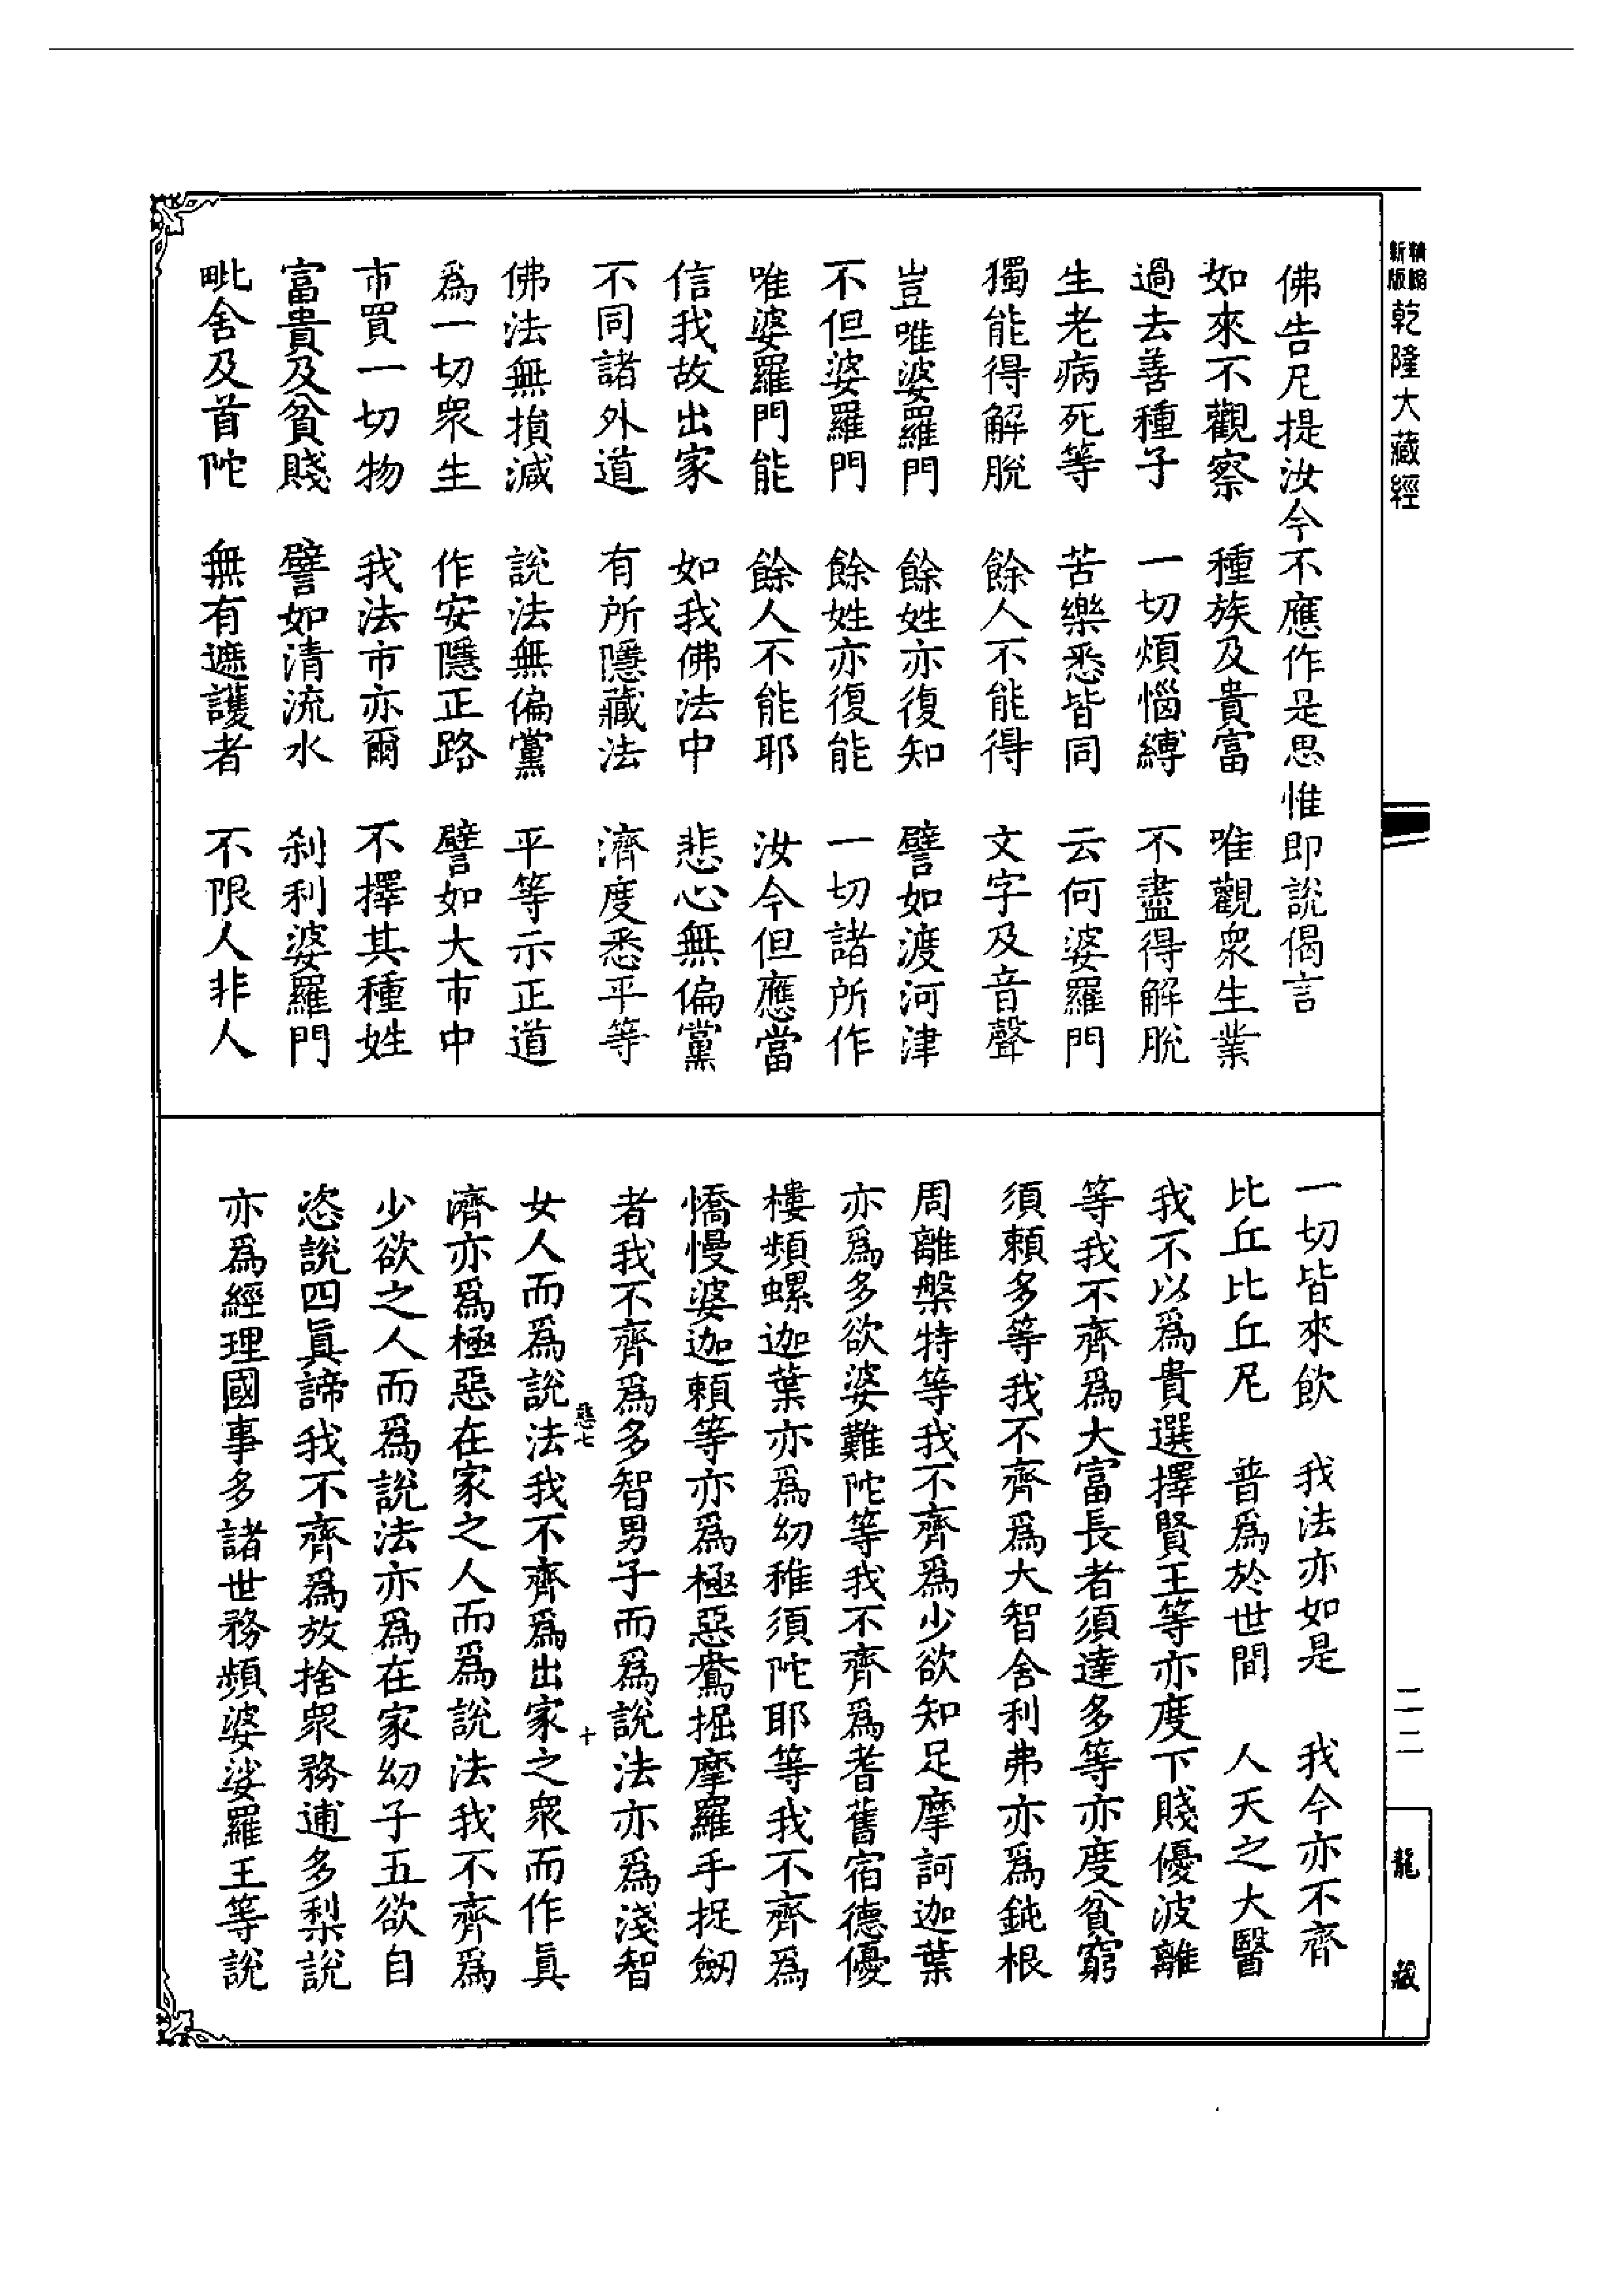 精縮新版乾隆大藏經
佛告尼提汝今不應作是思惟即說偈言
如來不觀察　種族及貴富　唯觀衆生業
過去善種子　一切煩惱縛　不盡得解脫
生老病死等　苦樂悉皆同　云何婆羅門
獨能得解脫　餘人不能得　文字及音聲
豈唯婆羅門　餘姓亦復知　譬如渡河津
不但婆羅門　餘姓亦復能　一切諸所作
唯婆羅門能　餘人不能耶　汝今但應當
信我故出家　如我佛法中　悲心無偏黨
不同諸外道　有所隱藏法　濟度悉平等
佛法無損減　說法無偏黨　平等示正道
爲一切衆生　作安隱正路　譬如大市中
市買一切物　我法市亦爾　不擇其種姓
富貴及貧賤　譬如清流水　刹利婆羅門
毗舍及首陀　無有遮護者　不限人非人
一切皆來飲　我法亦如是　我今亦不齊
比丘比丘尼　普爲於世間　人天之大醫
我不以爲貴選擇賢王等亦度下賤優波離
等我不齊爲大富長者須達多等亦度貧窮
須賴多等我不齊爲大智舍利弗亦爲鈍根
周離槃特等我不齊爲少欲知足摩訶迦葉
亦爲多欲婆難陀等我不齊爲耆舊宿德優
樓頻螺迦葉亦爲幼稚須陀耶等我不齊爲
憍慢婆迦賴等亦爲極惡鴦掘摩羅手捉劒
者我不齊爲多智男子而爲說法亦爲淺智
惡七　十
女人而爲說法我不齊爲出家之衆而作眞
濟亦爲極惡在家之人而爲說法我不齊爲
少欲之人而爲說法亦爲在家幼子五欲自
恣說四眞諦我不齊爲放捨衆務逋多梨說
亦爲經理國事多諸世務頻婆娑羅王等說
二二
龍藏